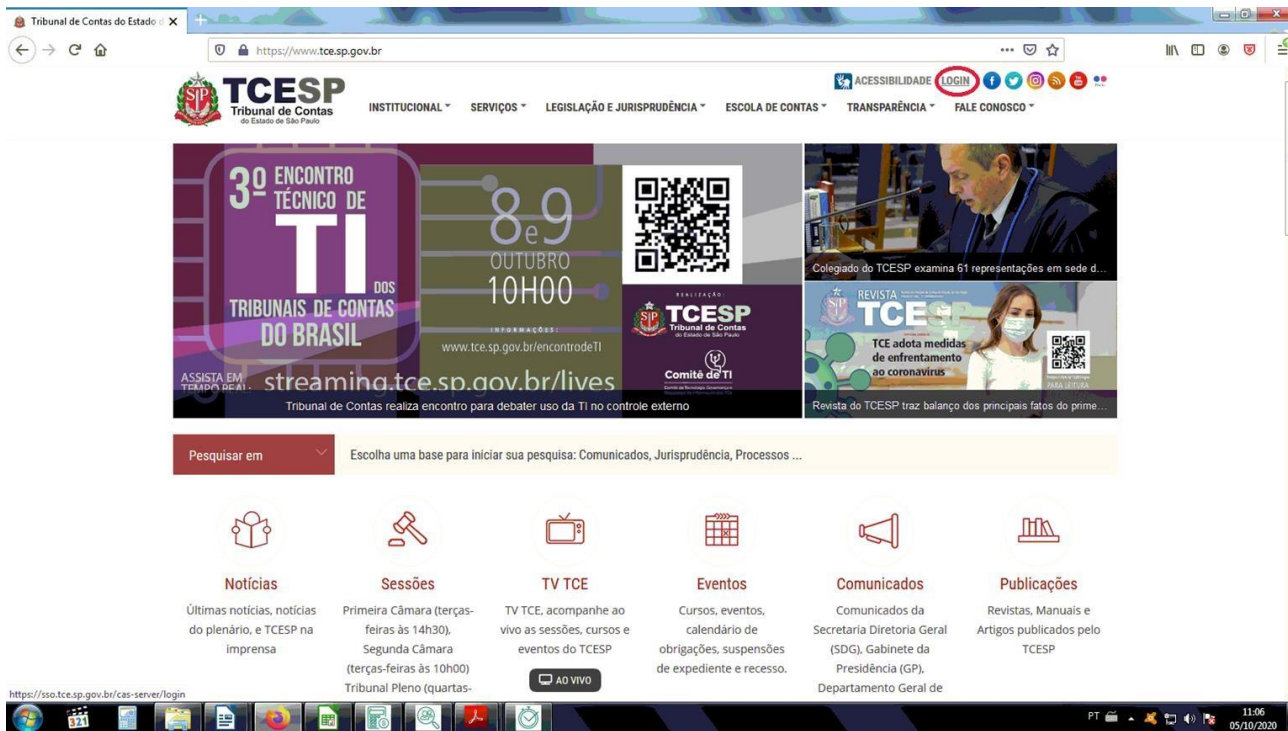 Tribunal de Contas do Estado d
https://www.tce.sp.gov.br
ACESSIBILIDADE LOGIN
TCESP
Tribunal de Contas
do Estado de São Paulo
INSTITUCIONAL SERVIÇOS LEGISLAÇÃO E JURISPRUDÊNCIA ESCOLA DE CONTAS TRANSPARÊNCIA FALE CONOSCO
3º ENCONTRO
TÉCNICO DE
TI
DOS
TRIBUNAIS DE CONTAS
DO BRASIL
ASSISTA EM
TEMPO REAL:
streaming.tce.sp.gov.br/lives
8 e 9
OUTUBRO
10H00
INFORMAÇÕES:
www.tce.sp.gov.br/encontrodeTI
REALIZAÇÃO:
TCESP
Tribunal de Contas
do Estado de São Paulo
Comitê de TI
Tribunal de Contas realiza encontro para debater uso da TI no controle externo
Colegiado do TCESP examina 61 representações em sede d...
REVISTA
TCESP
TCE adota medidas
de enfrentamento
ao coronavírus
PARA LEITURA
Revista do TCESP traz balanço dos principais fatos do prime...
Pesquisar em
Escolha uma base para iniciar sua pesquisa: Comunicados, Jurisprudência, Processos ...
Notícias
Últimas notícias, notícias
do plenário, e TCESP na
imprensa
Sessões
Primeira Câmara (terças-
feiras às 14h30),
Segunda Câmara
(terças-feiras às 10h00)
Tribunal Pleno (quartas-
TV TCE
TV TCE, acompanhe ao
vivo as sessões, cursos e
eventos do TCESP
AO VIVO
Eventos
Cursos, eventos,
calendário de
obrigações, suspensões
de expediente e recesso.
Comunicados
Comunicados da
Secretaria Diretoria Geral
(SDG), Gabinete da
Presidência (GP),
Departamento Geral de
Publicações
Revistas, Manuais e
Artigos publicados pelo
TCESP
https://sso.tce.sp.gov.br/cas-server/login
321
PT
11:06
05/10/2020